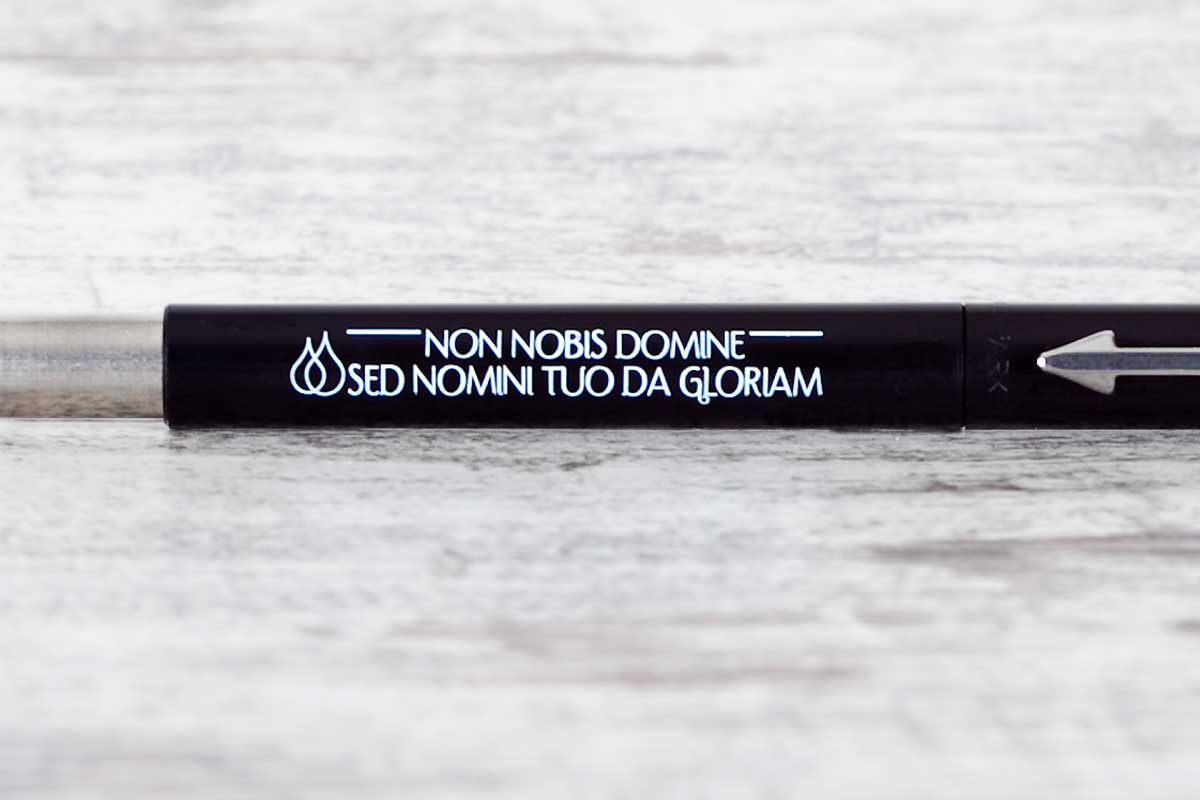 NON NOBIS DOMINE
SED NOMINI TUO DA GLORIAM